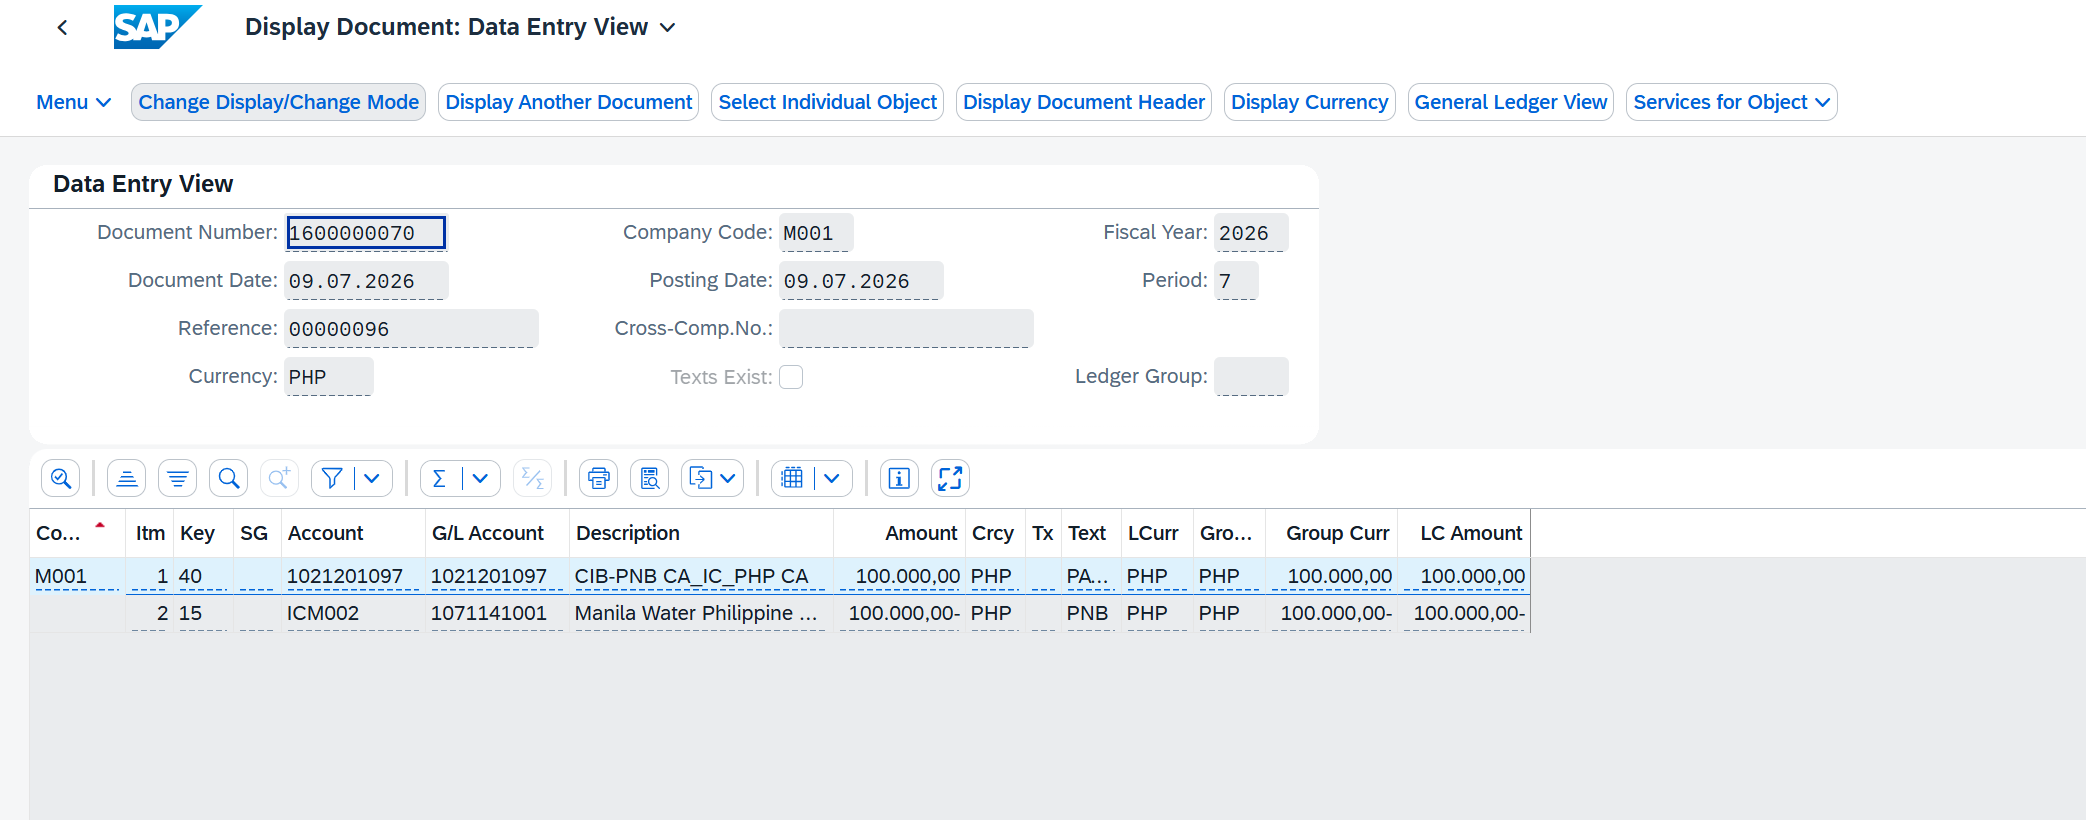 SAP Display Document: Data Entry View
Menu Change Display/Change Mode Display Another Document Select Individual Object Display Document Header Display Currency General Ledger View Services for Object
Data Entry View
Document Number: 1600000070 Company Code: M001 Fiscal Year: 2026
Document Date: 09.07.2026 Posting Date: 09.07.2026 Period: 7
Reference: 00000096 Cross-Comp.No.:
Currency: PHP Texts Exist: Ledger Group:
Co... Itm Key SG Account G/L Account Description Amount Crcy Tx Text LCurr Gro... Group Curr LC Amount
M001 1 40 1021201097 1021201097 CIB-PNB CA_IC_PHP CA 100.000,00 PHP PA... PHP PHP 100.000,00 100.000,00
2 15 ICM002 1071141001 Manila Water Philippine ... 100.000,00- PHP PNB PHP PHP 100.000,00- 100.000,00-